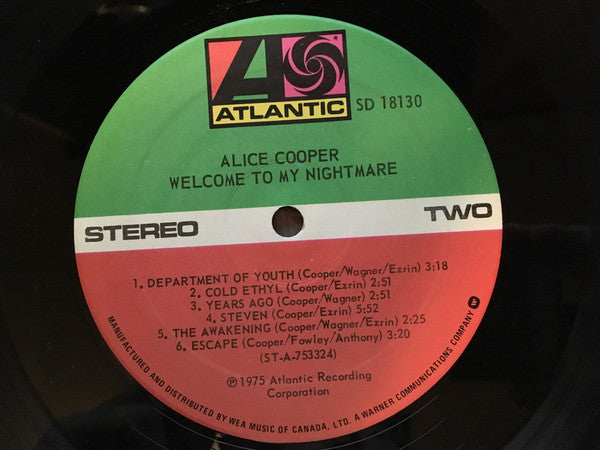 ATLANTIC
SD 18130
ALICE COOPER
WELCOME TO MY NIGHTMARE
STEREO
TWO
1. DEPARTMENT OF YOUTH (Cooper/Wagner/Ezrin) 3:18
2. COLD ETHYL (Cooper/Ezrin) 2:51
3. YEARS AGO (Cooper/Wagner) 2:51
4. STEVEN (Cooper/Ezrin) 5:52
5. THE AWAKENING (Cooper/Wagner/Ezrin) 2:25
6. ESCAPE (Cooper/Fowley/Anthony) 3:20
(ST-A-753324)
Ⓟ 1975 Atlantic Recording
Corporation
MANUFACTURED AND DISTRIBUTED BY WEA MUSIC OF CANADA, LTD. A WARNER COMMUNICATIONS COMPANY